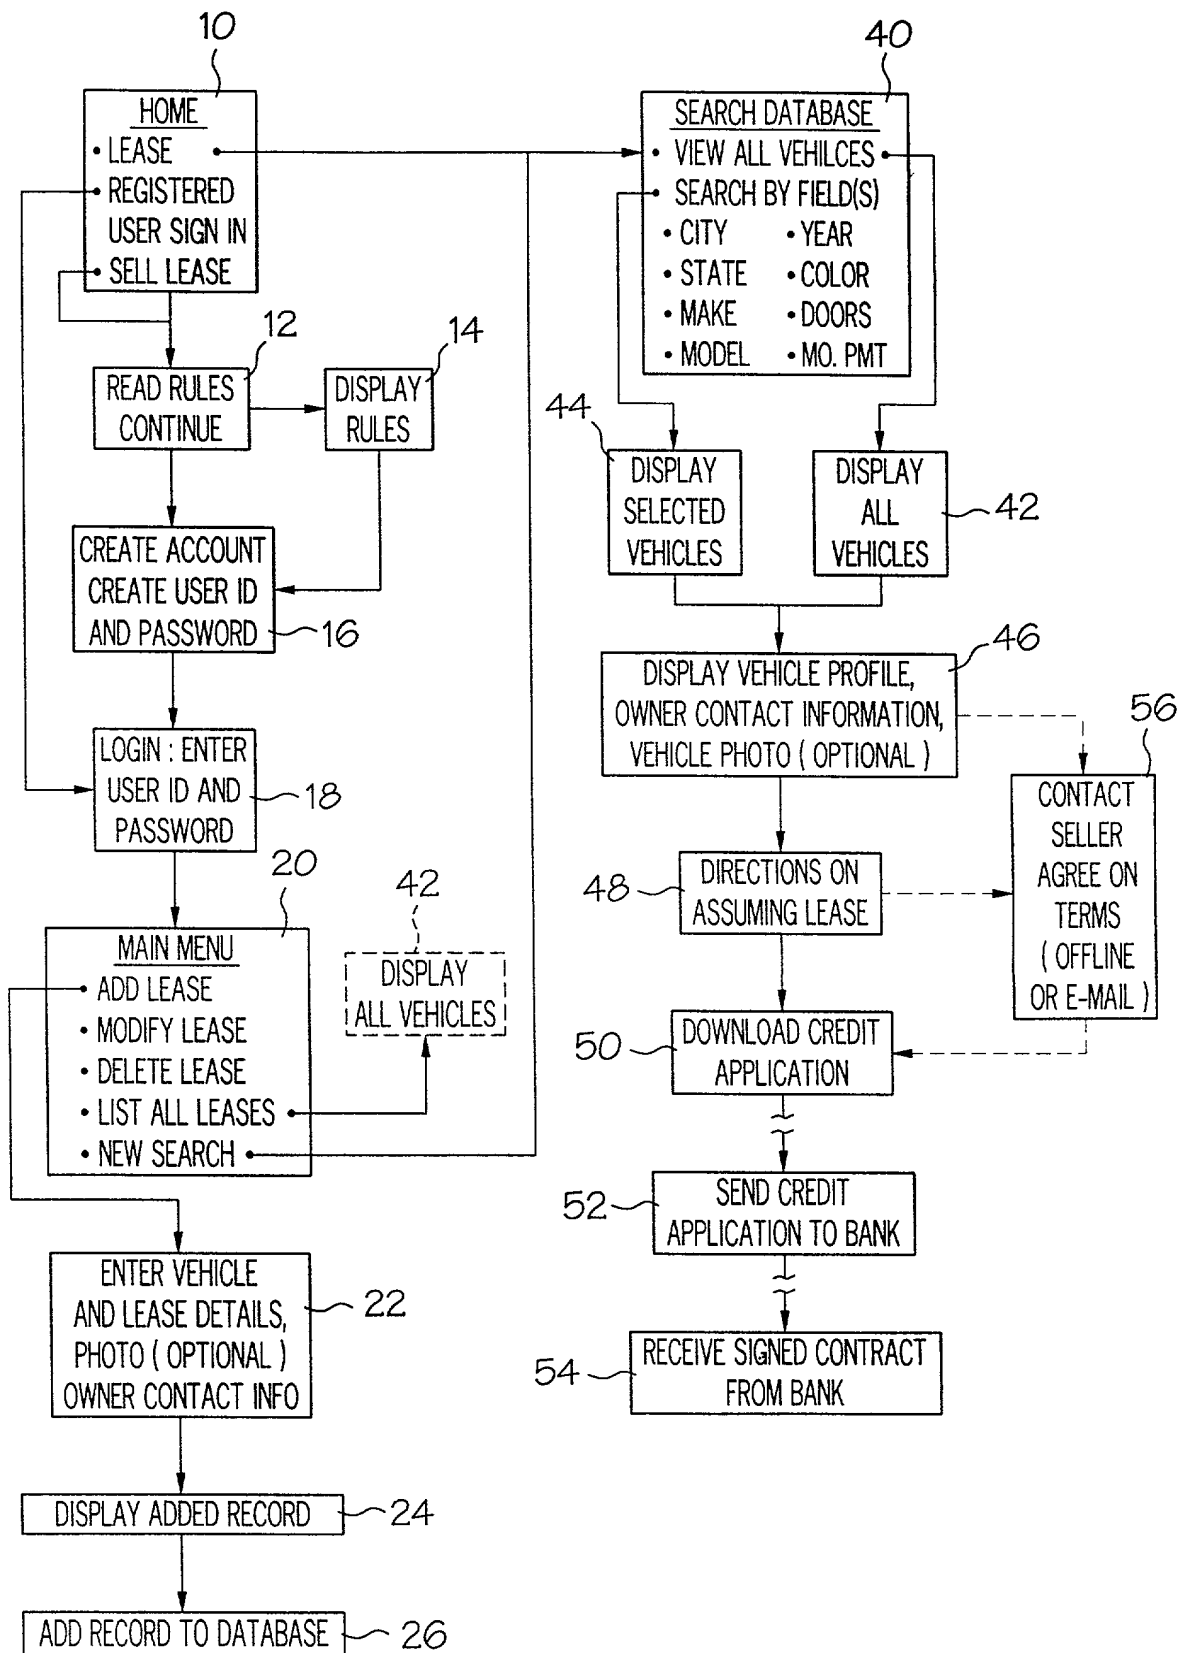 10
HOME
• LEASE
• REGISTERED
USER SIGN IN
• SELL LEASE
12
READ RULES
CONTINUE
14
DISPLAY
RULES
CREATE ACCOUNT
CREATE USER ID
AND PASSWORD
16
LOGIN : ENTER
USER ID AND
PASSWORD
18
20
MAIN MENU
• ADD LEASE
• MODIFY LEASE
• DELETE LEASE
• LIST ALL LEASES
• NEW SEARCH
42
DISPLAY
ALL VEHICLES
ENTER VEHICLE
AND LEASE DETAILS,
PHOTO ( OPTIONAL )
OWNER CONTACT INFO
22
DISPLAY ADDED RECORD
24
ADD RECORD TO DATABASE
26
40
SEARCH DATABASE
• VIEW ALL VEHILCES
• SEARCH BY FIELD(S)
• CITY • YEAR
• STATE • COLOR
• MAKE • DOORS
• MODEL • MO. PMT
44
DISPLAY
SELECTED
VEHICLES
DISPLAY
ALL
VEHICLES
42
46
DISPLAY VEHICLE PROFILE,
OWNER CONTACT INFORMATION,
VEHICLE PHOTO ( OPTIONAL )
56
CONTACT
SELLER
AGREE ON
TERMS
( OFFLINE
OR E-MAIL )
48
DIRECTIONS ON
ASSUMING LEASE
50
DOWNLOAD CREDIT
APPLICATION
52
SEND CREDIT
APPLICATION TO BANK
54
RECEIVE SIGNED CONTRACT
FROM BANK